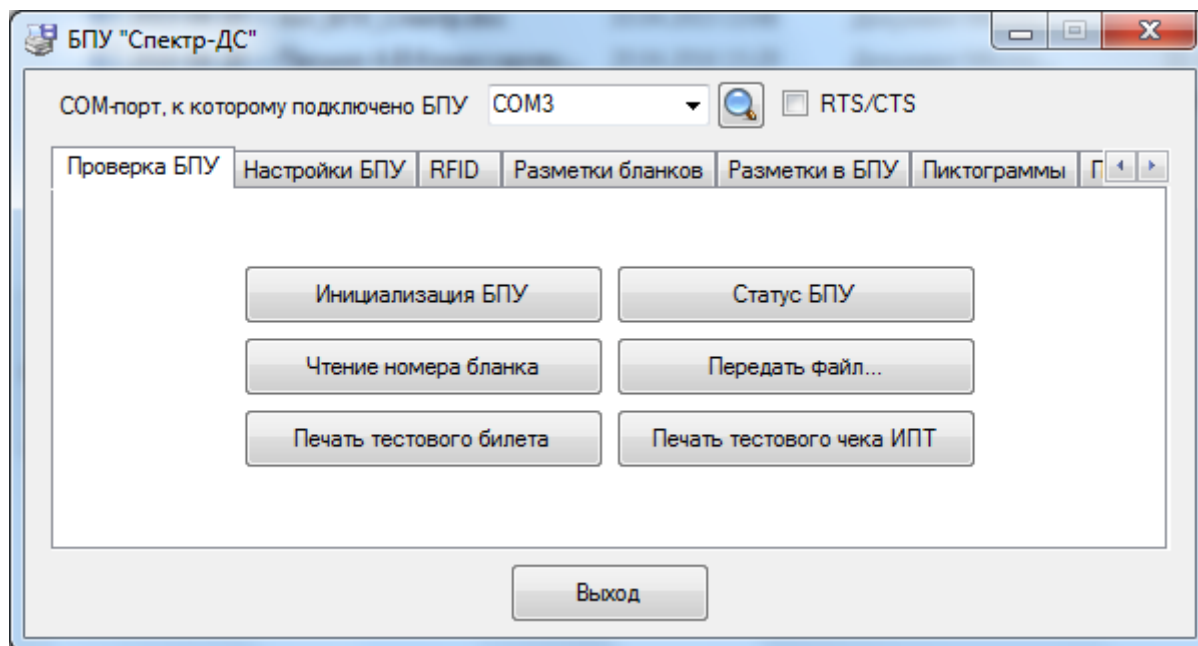 БПУ "Спектр-ДС"
COM-порт, к которому подключено БПУ COM3 RTS/CTS
Проверка БПУ Настройки БПУ RFID Разметки бланков Разметки в БПУ Пиктограммы
Инициализация БПУ Статус БПУ
Чтение номера бланка Передать файл...
Печать тестового билета Печать тестового чека ИПТ
Выход